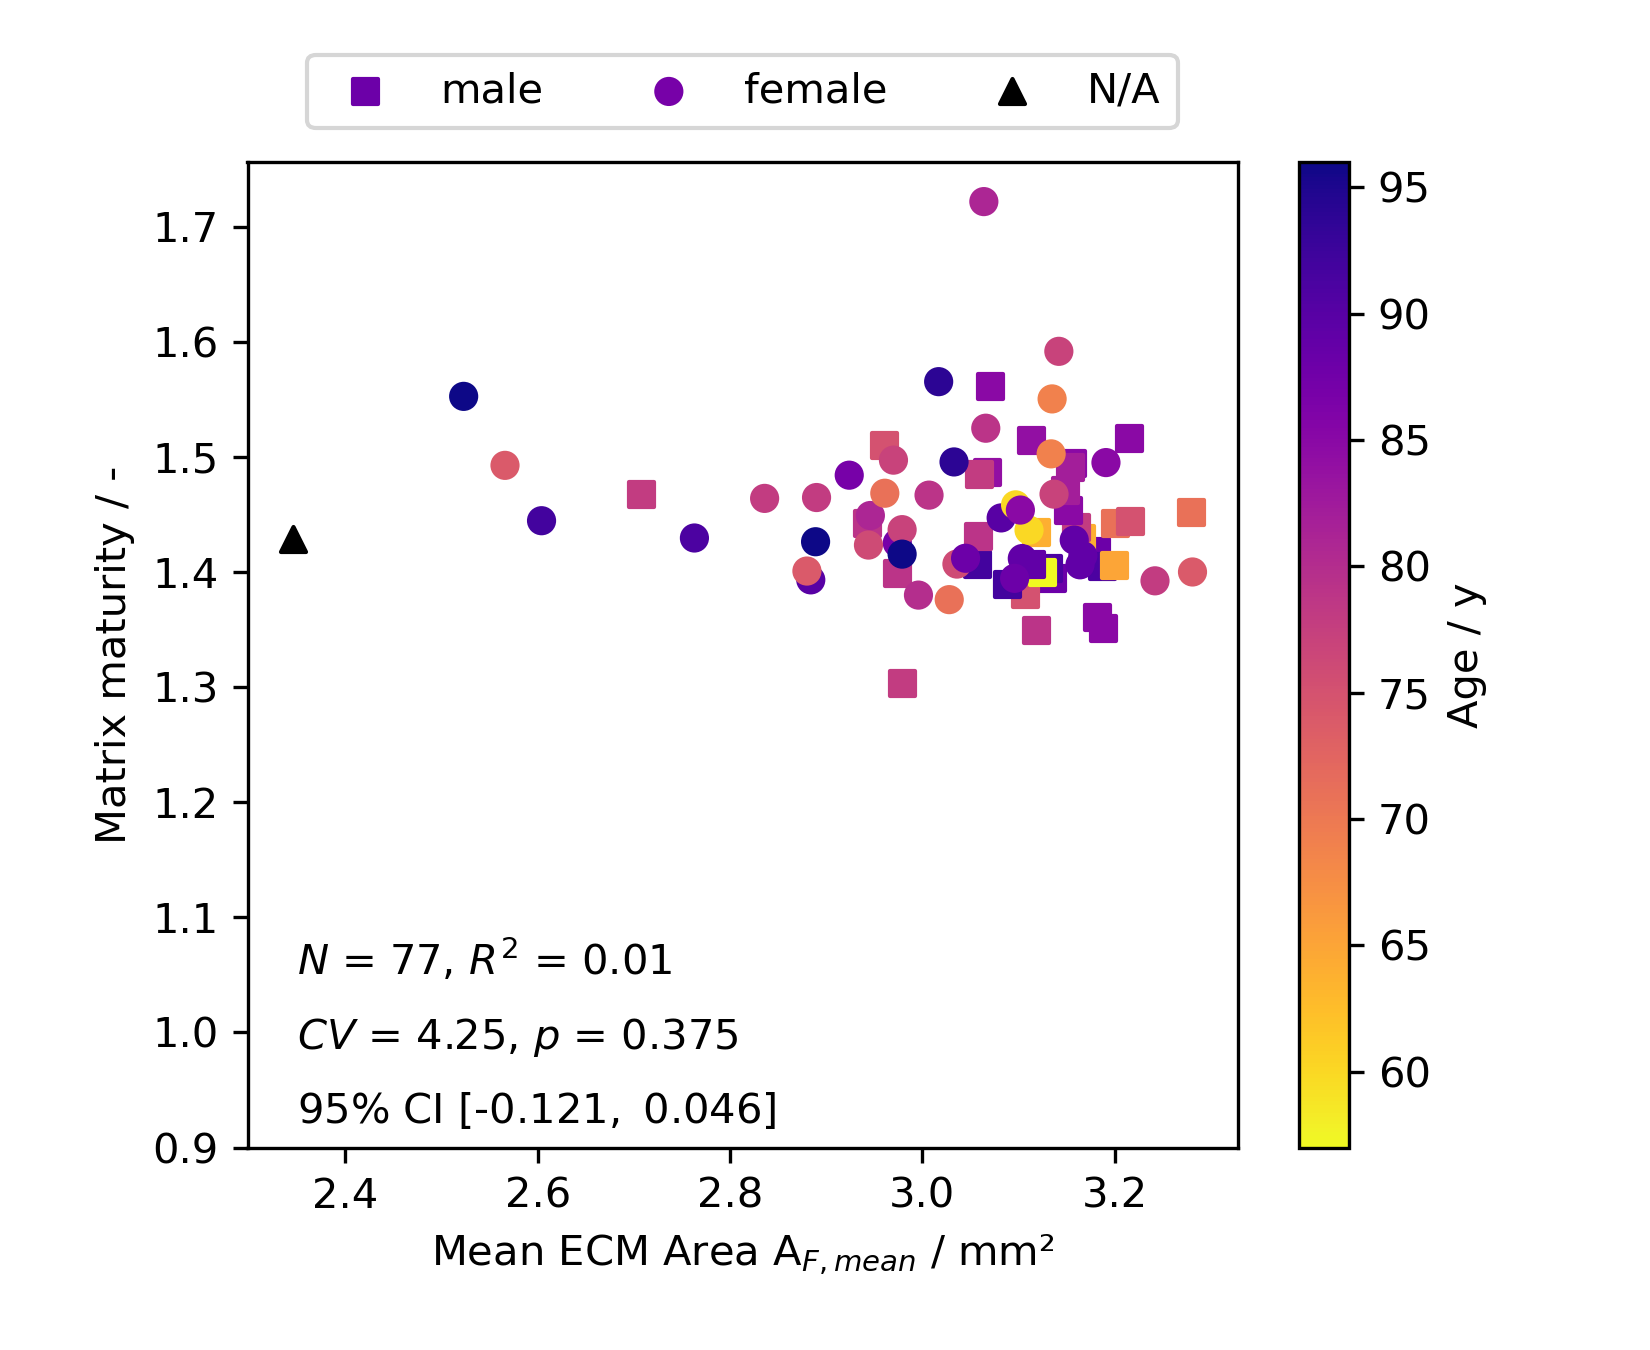 male female N/A
1.7
1.6
1.5
1.4
1.3
1.2
1.1
1.0
0.9
Matrix maturity / -
N = 77, R² = 0.01
CV = 4.25, p = 0.375
95% CI [-0.121, 0.046]
2.4 2.6 2.8 3.0 3.2
Mean ECM Area A_{F, mean} / mm²
95
90
85
80
75
70
65
60
Age / y